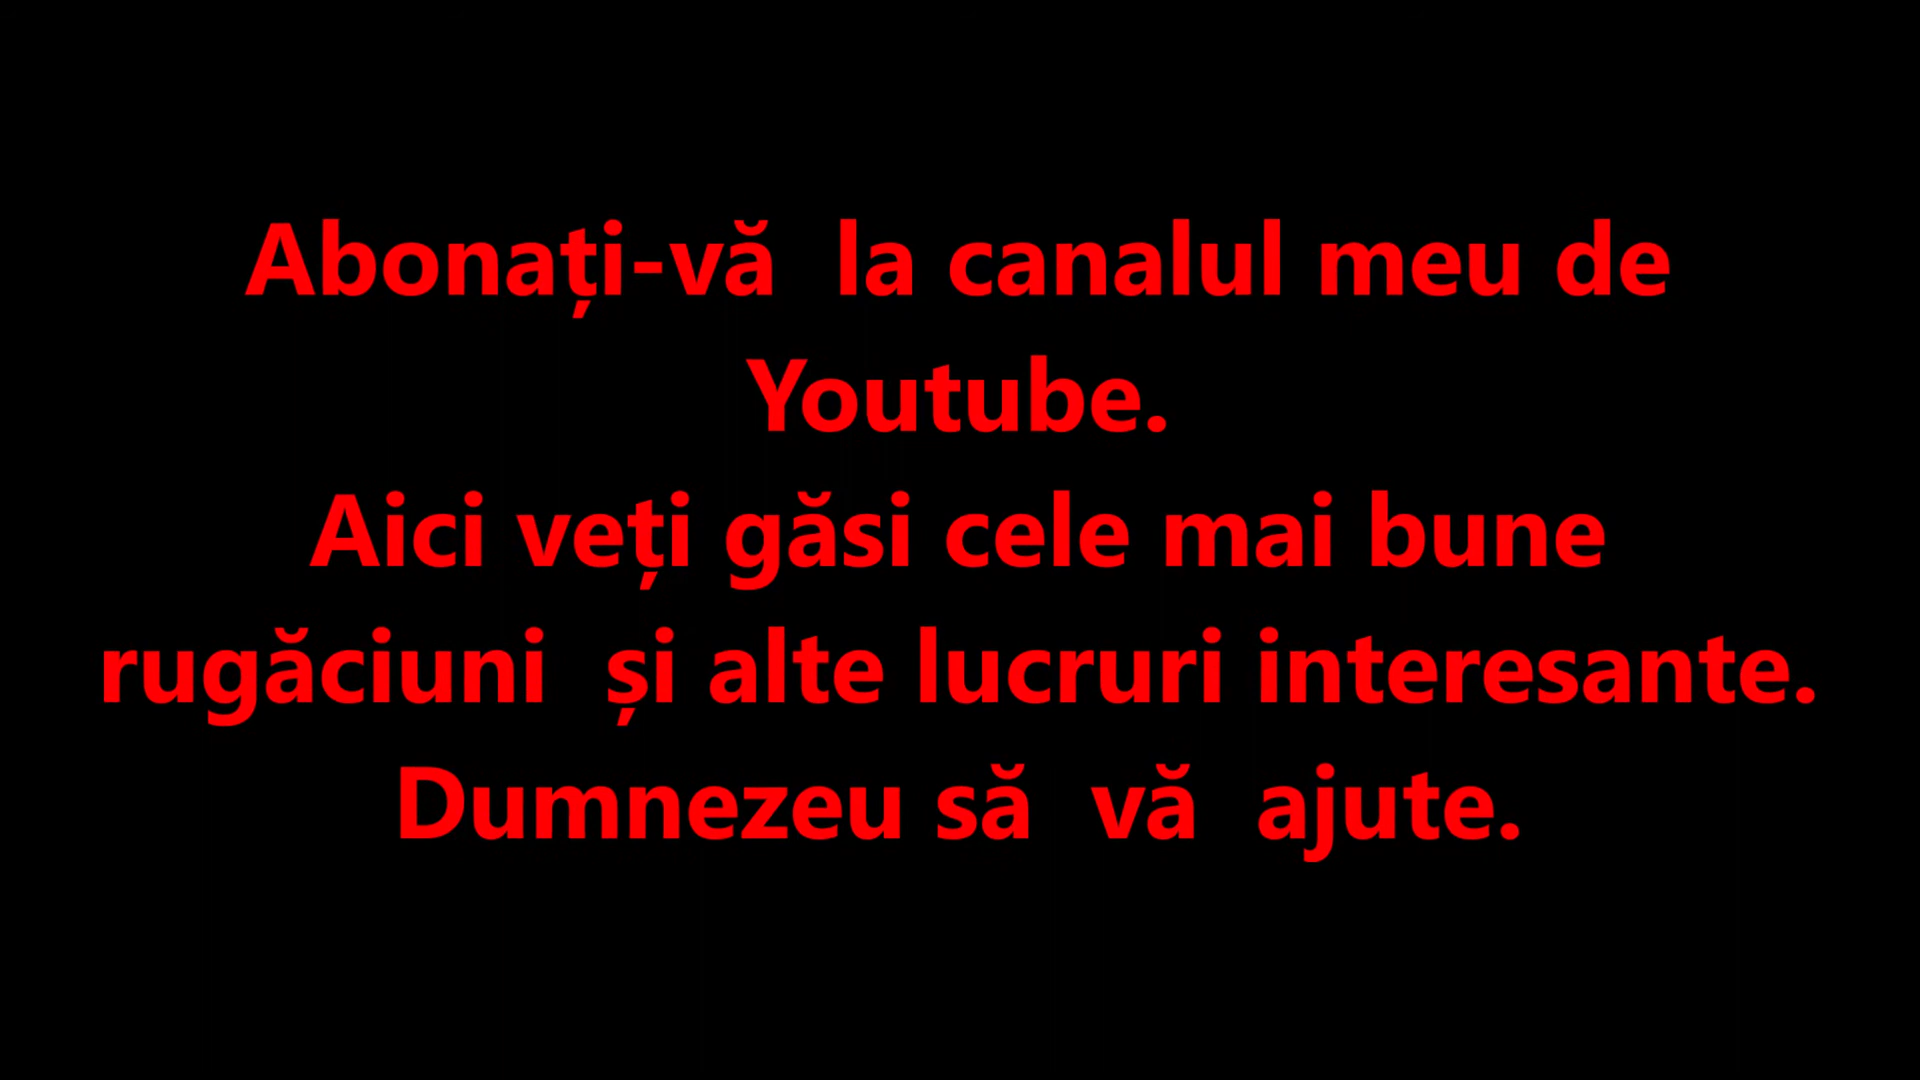 Abonați-vă  la canalul meu de
Youtube.
Aici veți găsi cele mai bune
rugăciuni  și alte lucruri interesante.
Dumnezeu să  vă  ajute.